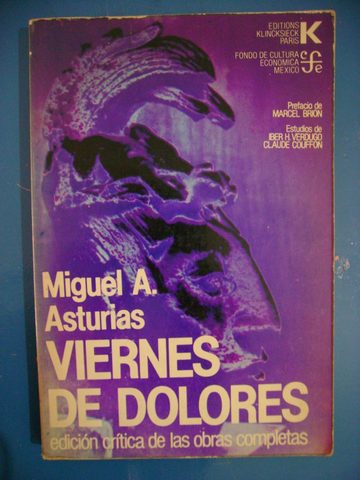 EDITIONS
KLINCKSIECK
PARIS
K
FONDO DE CULTURA
ECONOMICA
MEXICO
cfe
Prefacio de
MARCEL BRION
Estudios de
IBER H. VERDUGO
CLAUDE COUFFON
Miguel A.
Asturias
VIERNES
DE DOLORES
edición crítica de las obras completas